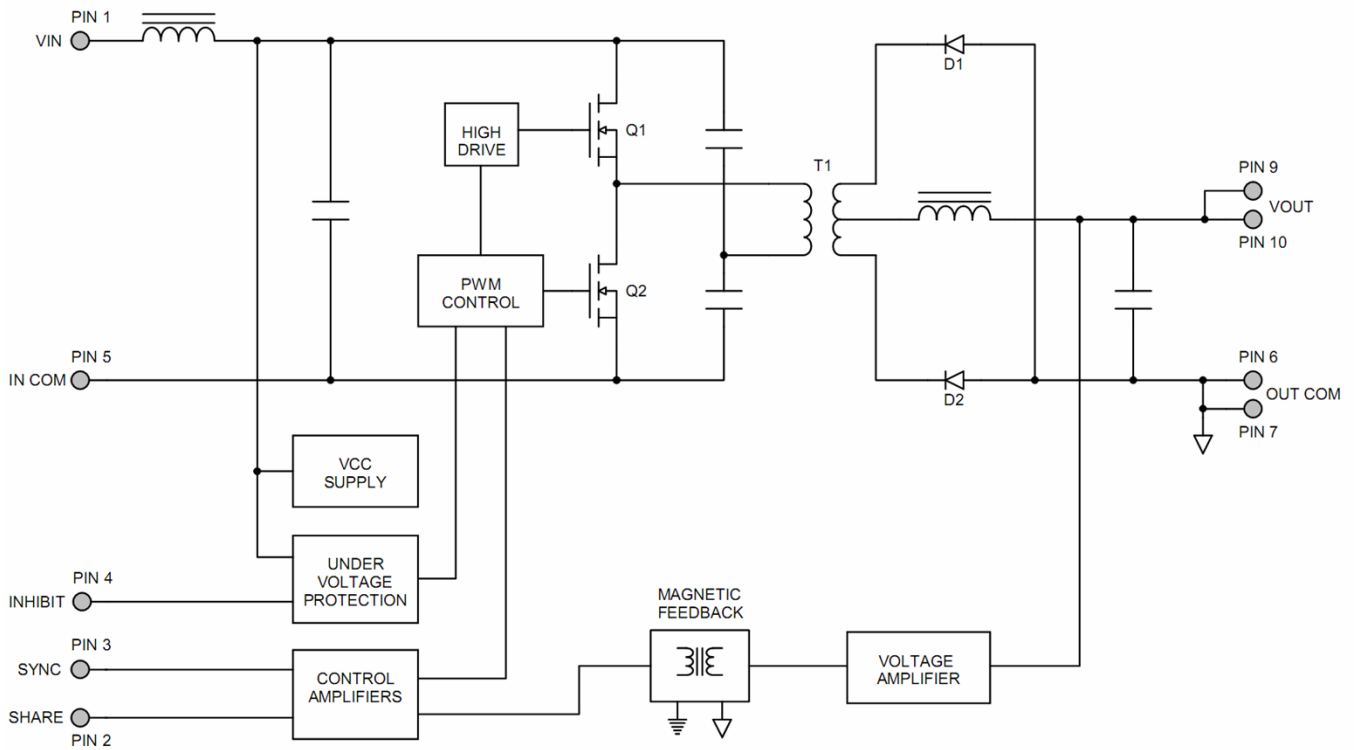 PIN 1
VIN
D1
HIGH
DRIVE
Q1
T1
PIN 9
VOUT
PIN 10
PWM
CONTROL
Q2
PIN 5
IN COM
D2
PIN 6
OUT COM
PIN 7
VCC
SUPPLY
UNDER
VOLTAGE
PROTECTION
PIN 4
INHIBIT
MAGNETIC
FEEDBACK
PIN 3
SYNC
CONTROL
AMPLIFIERS
VOLTAGE
AMPLIFIER
SHARE
PIN 2